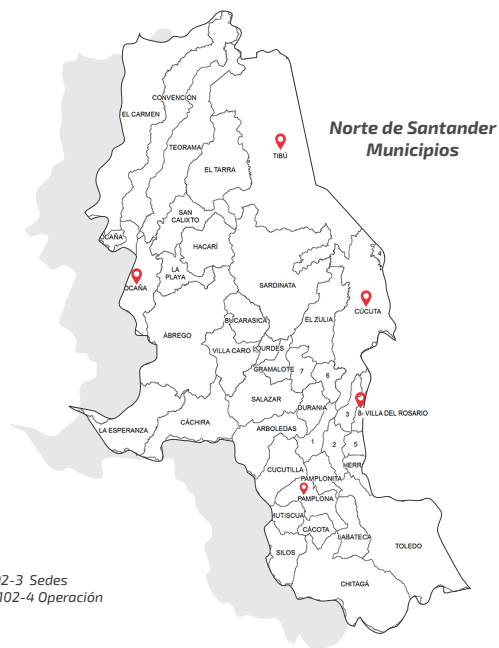 Norte de Santander
Municipios
CONVENCIÓN
EL CARMEN
TEORAMA
TIBÚ
EL TARRA
SAN
CALIXTO
OCAÑA
HACARÍ
4
LA
PLAYA
OCAÑA
SARDINATA
CÚCUTA
BUCARASICA
EL ZULIA
ÁBREGO
VILLA CARO
LOURDES
GRAMALOTE
7
6
SALAZAR
DURANIA
3
8- VILLA DEL ROSARIO
CÁCHIRA
LA ESPERANZA
ARBOLEDAS
1
2
5
HERR
CUCUTILLA
PAMPLONITA
PAMPLONA
MUTISCUA
CÁCOTA
LABATECA
TOLEDO
SILOS
CHITAGÁ
02-3 Sedes
102-4 Operación